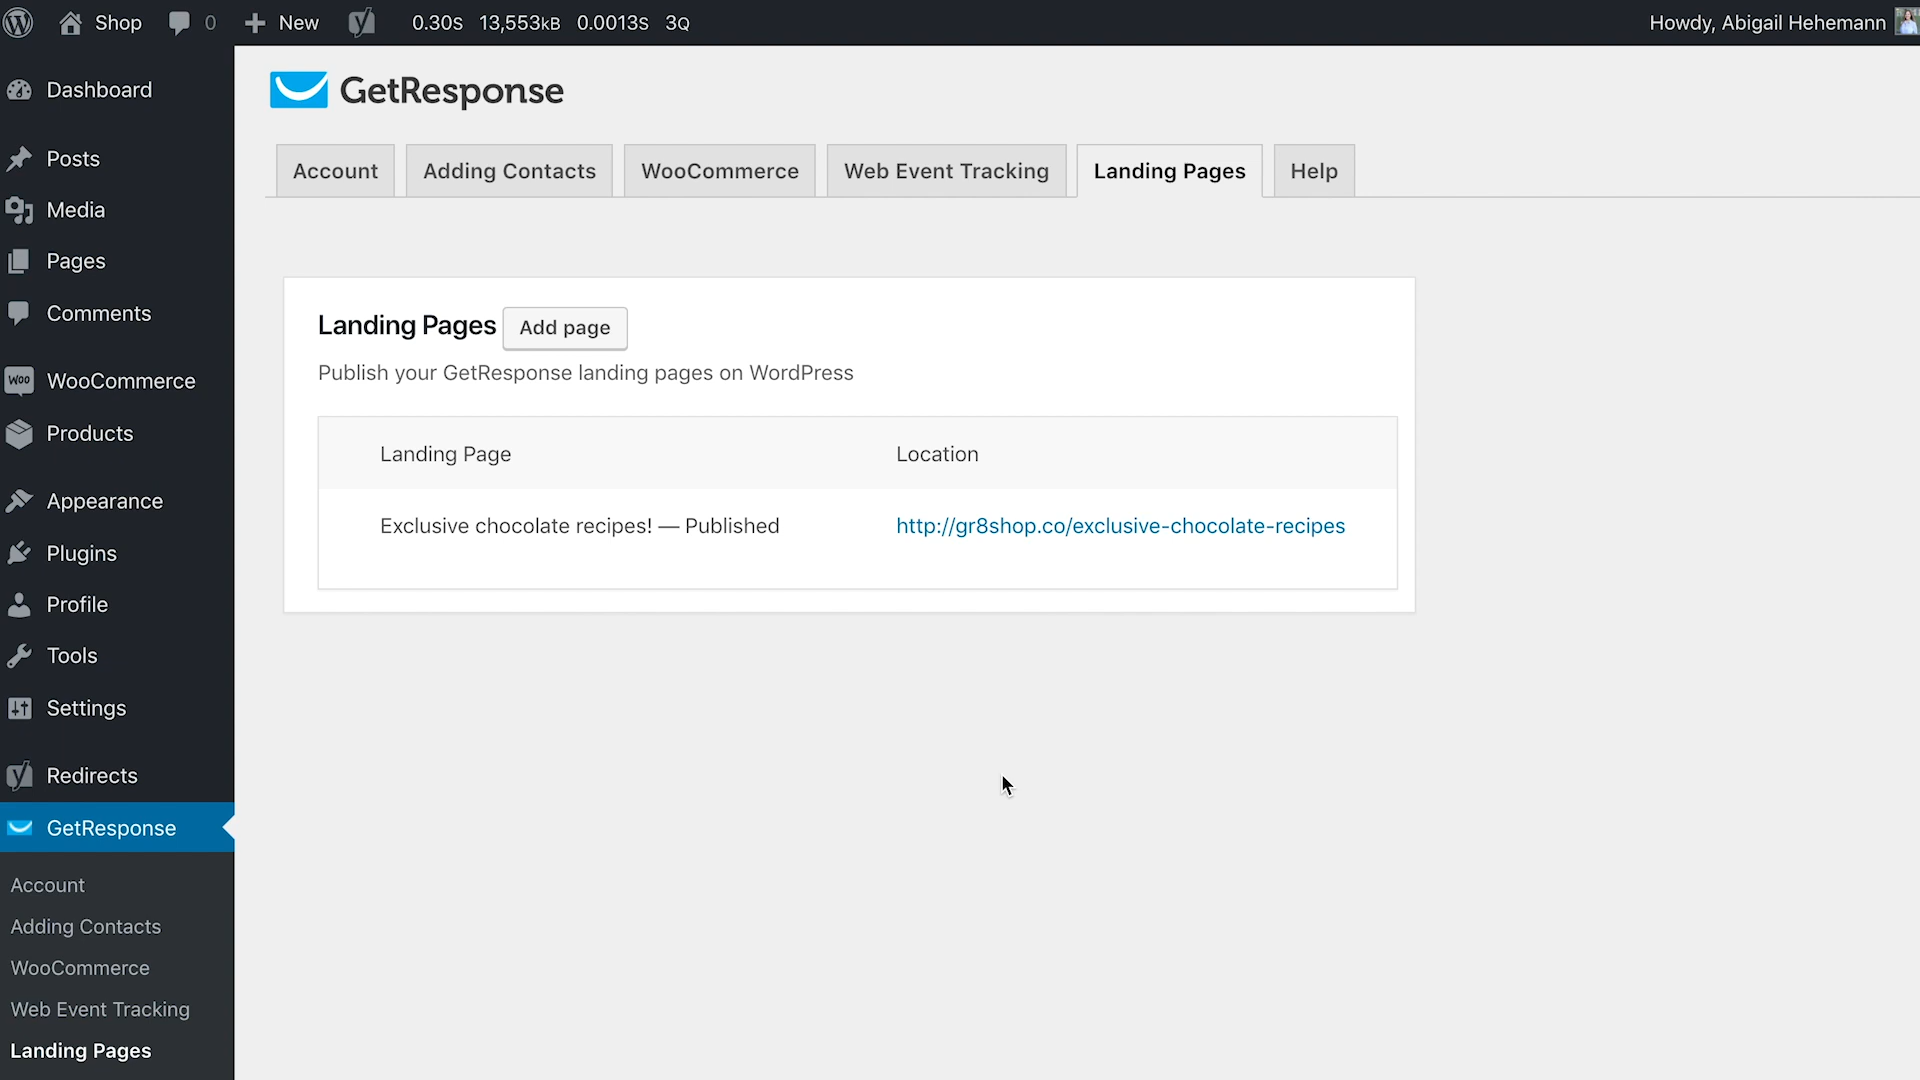 Shop 0 New 0.30S 13,553KB 0.0013S 3Q Howdy, Abigail Hehemann
Dashboard
Posts
Media
Pages
Comments
Woo WooCommerce
Products
Appearance
Plugins
Profile
Tools
Settings
Redirects
GetResponse
Account
Adding Contacts
WooCommerce
Web Event Tracking
Landing Pages
GetResponse
Account Adding Contacts WooCommerce Web Event Tracking Landing Pages Help
Landing Pages Add page
Publish your GetResponse landing pages on WordPress
Landing Page Location
Exclusive chocolate recipes! — Published http://gr8shop.co/exclusive-chocolate-recipes